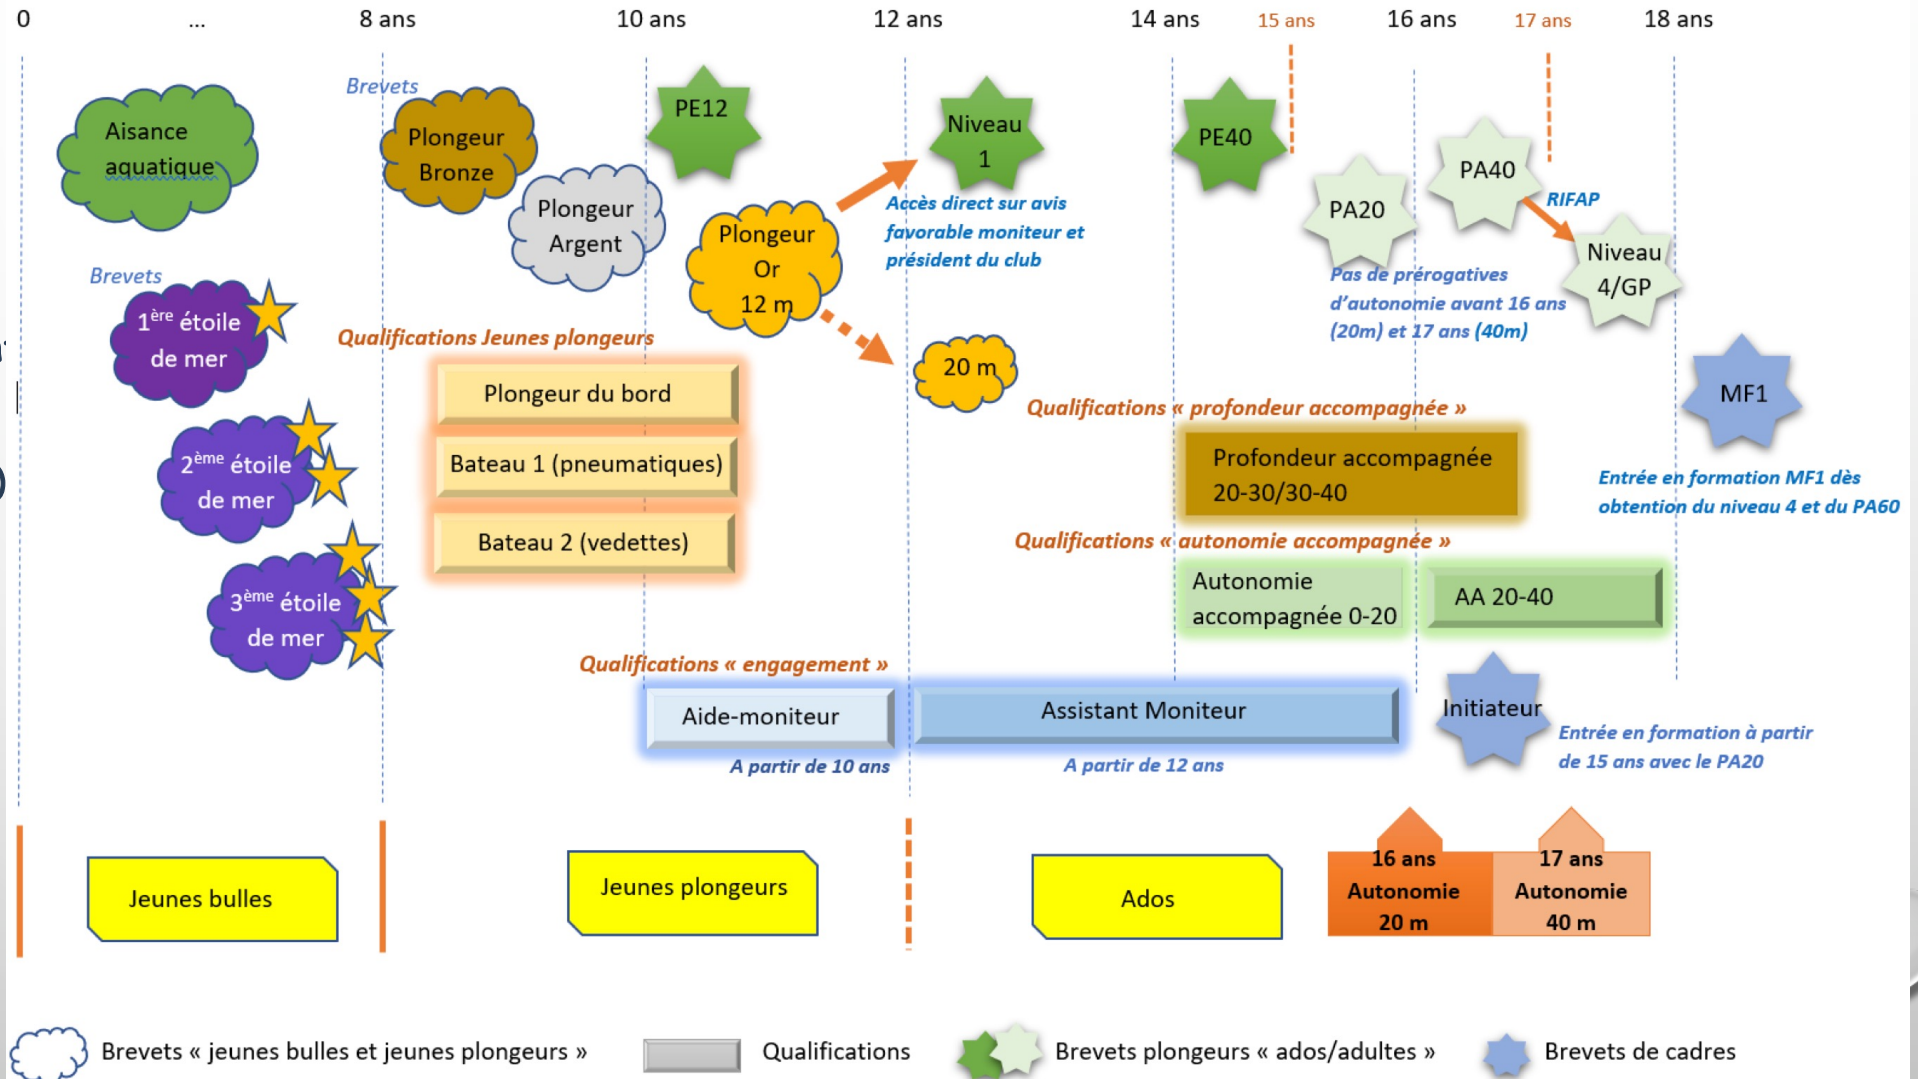 0
...
8 ans
10 ans
12 ans
14 ans
15 ans
16 ans
17 ans
18 ans
Aisance
aquatique
Brevets
Plongeur
Bronze
Plongeur
Argent
PE12
Plongeur
Or
12 m
Niveau
1
Accès direct sur avis
favorable moniteur et
président du club
20 m
PE40
PA20
Pas de prérogatives
d'autonomie avant 16 ans
(20m) et 17 ans (40m)
PA40
RIFAP
Niveau
4/GP
MF1
Entrée en formation MF1 dès
obtention du niveau 4 et du PA60
Brevets
1ère étoile
de mer
2ème étoile
de mer
3ème étoile
de mer
Qualifications Jeunes plongeurs
Plongeur du bord
Bateau 1 (pneumatiques)
Bateau 2 (vedettes)
Qualifications « profondeur accompagnée »
Profondeur accompagnée
20-30/30-40
Qualifications « autonomie accompagnée »
Autonomie
accompagnée 0-20
AA 20-40
Qualifications « engagement »
Aide-moniteur
A partir de 10 ans
Assistant Moniteur
A partir de 12 ans
Initiateur
Entrée en formation à partir
de 15 ans avec le PA20
Jeunes bulles
Jeunes plongeurs
Ados
16 ans
Autonomie
20 m
17 ans
Autonomie
40 m
Brevets « jeunes bulles et jeunes plongeurs »
Qualifications
Brevets plongeurs « ados/adultes »
Brevets de cadres